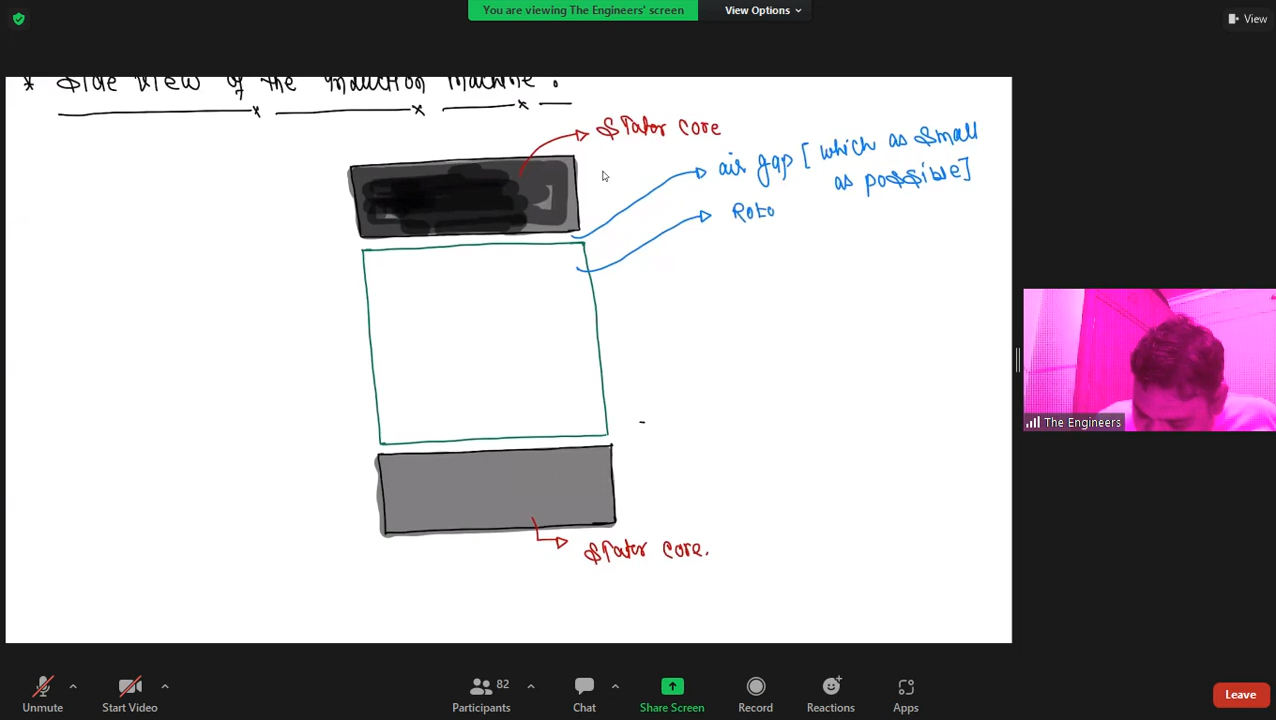 You are viewing The Engineers' screen
View Options
View
* Side View of the Induction Machine :
Stator core
air gap [ which as small
as possible]
Roto
The Engineers
Stator core.
Unmute
Start Video
82
Participants
Chat
Share Screen
Record
Reactions
Apps
Leave